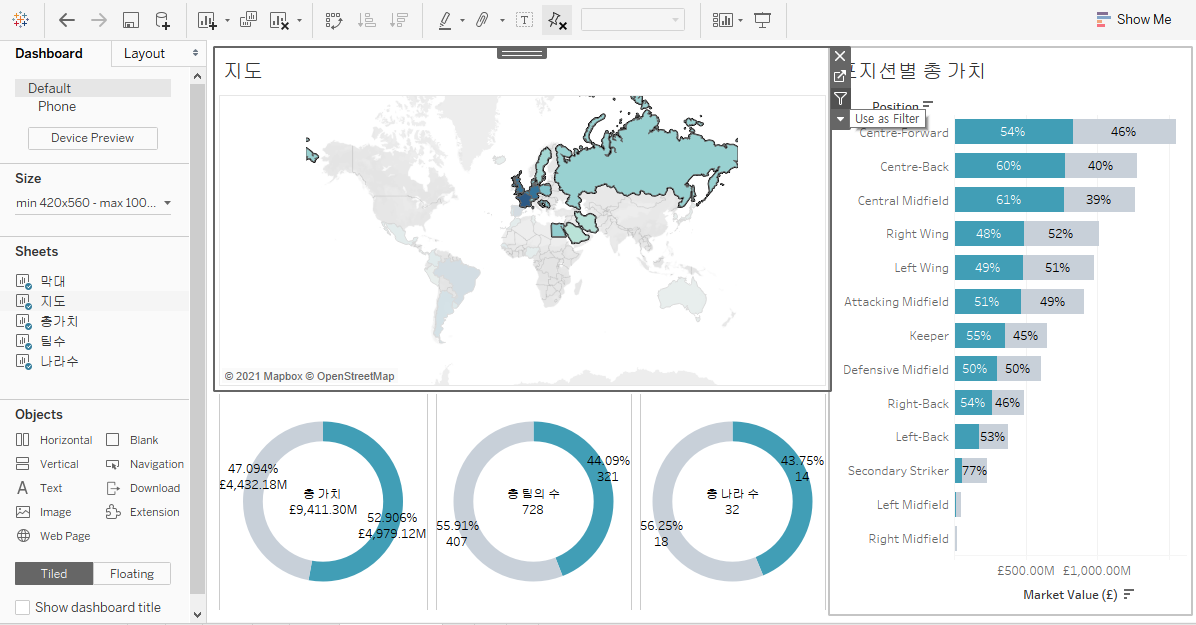 Show Me
Dashboard
Layout
Default
Phone
Device Preview
Size
min 420x560 - max 100...
Sheets
막대
지도
총가치
팀수
나라수
Objects
Horizontal
Blank
Vertical
Navigation
Text
Download
Image
Extension
Web Page
Tiled
Floating
Show dashboard title
지도
© 2021 Mapbox © OpenStreetMap
47.094%
£4,432.18M
총 가치
£9,411.30M
52.906%
£4,979.12M
44.09%
321
총 팀의 수
728
55.91%
407
43.75%
14
총 나라 수
32
56.25%
18
포지션별 총 가치
Position
Use as Filter
Centre-Forward 54% 46%
Centre-Back 60% 40%
Central Midfield 61% 39%
Right Wing 48% 52%
Left Wing 49% 51%
Attacking Midfield 51% 49%
Keeper 55% 45%
Defensive Midfield 50% 50%
Right-Back 54% 46%
Left-Back 53%
Secondary Striker 77%
Left Midfield
Right Midfield
£500.00M £1,000.00M
Market Value (£)